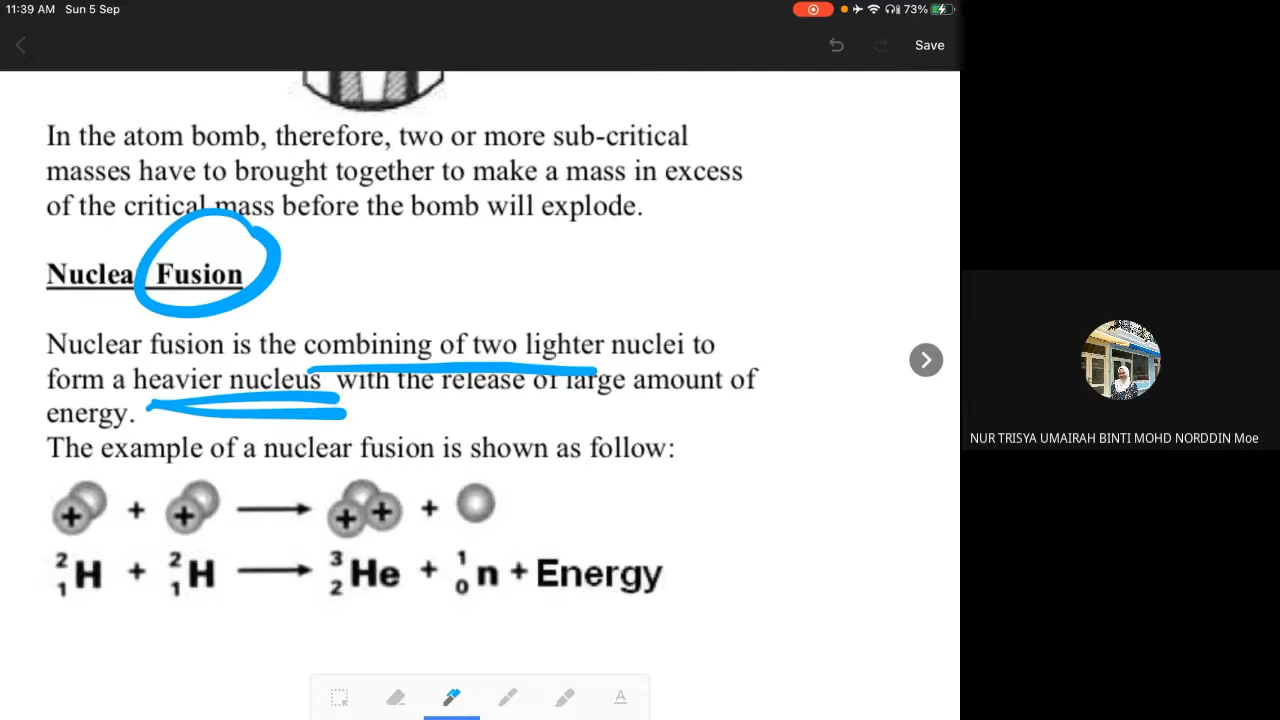 11:39 AM Sun 5 Sep
73%
Save
In the atom bomb, therefore, two or more sub-critical
masses have to brought together to make a mass in excess
of the critical mass before the bomb will explode.
Nuclea Fusion
Nuclear fusion is the combining of two lighter nuclei to
form a heavier nucleus with the release of large amount of
energy.
The example of a nuclear fusion is shown as follow:
+ + + → + + + 
²₁H + ²₁H → ³₂He + ¹₀n + Energy
A
NUR TRISYA UMAIRAH BINTI MOHD NORDDIN Moe